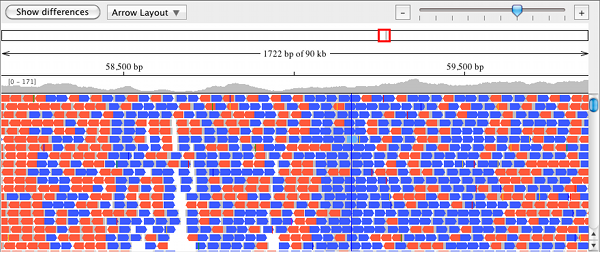 Show differences Arrow Layout - +
1722 bp of 90 kb
58,500 bp 59,500 bp
[0 - 171]